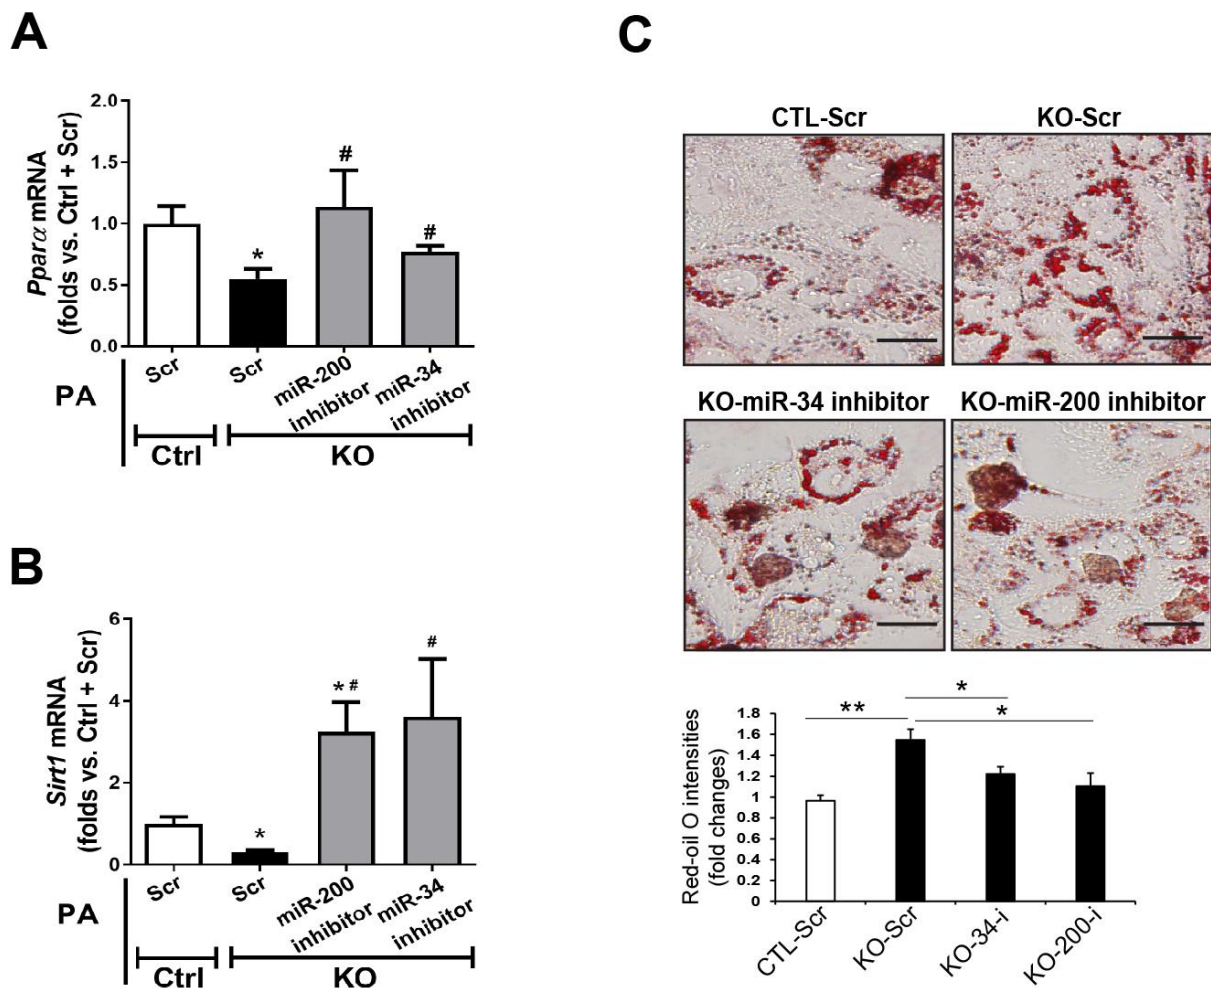 A
Pparα mRNA
(folds vs. Ctrl + Scr)
2.0
1.5
1.0
0.5
0.0
*
#
#
PA
Scr
Scr
miR-200
inhibitor
miR-34
inhibitor
Ctrl
KO
B
Sirt1 mRNA
(folds vs. Ctrl + Scr)
6
4
2
0
*
* #
#
PA
Scr
Scr
miR-200
inhibitor
miR-34
inhibitor
Ctrl
KO
C
CTL-Scr
KO-Scr
KO-miR-34 inhibitor
KO-miR-200 inhibitor
Red-oil O intensities
(fold changes)
1.8
1.6
1.4
1.2
1
0.8
0.6
0.4
0.2
0
**
*
*
CTL-Scr
KO-Scr
KO-34-i
KO-200-i